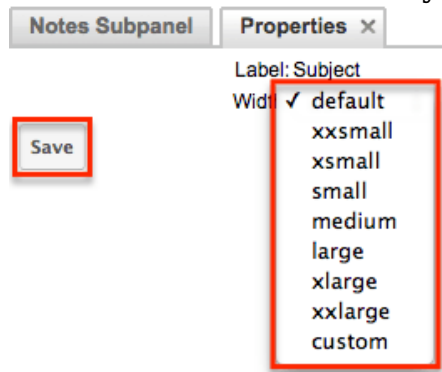 Notes Subpanel Properties ×
Label: Subject
Widt ✓ default
xxsmall
Save
xsmall
small
medium
large
xlarge
xxlarge
custom